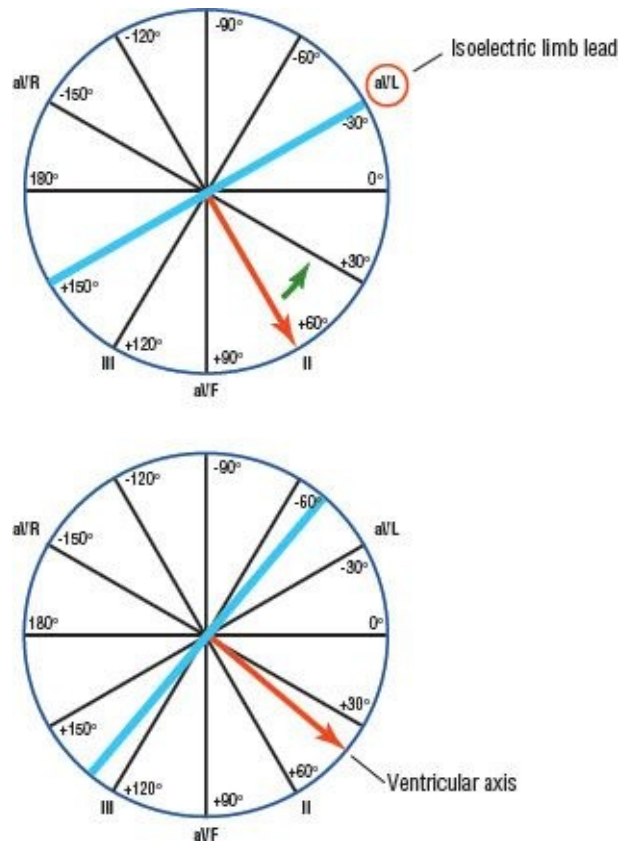 -90°
-120°
-60°
Isoelectric limb lead
aVR
aVL
-150°
-30°
180°
0°
+150°
+30°
+120°
+60°
III
+90°
II
aVF
-90°
-120°
-60°
aVR
aVL
-150°
-30°
180°
0°
+150°
+30°
+120°
+60°
Ventricular axis
III
+90°
II
aVF